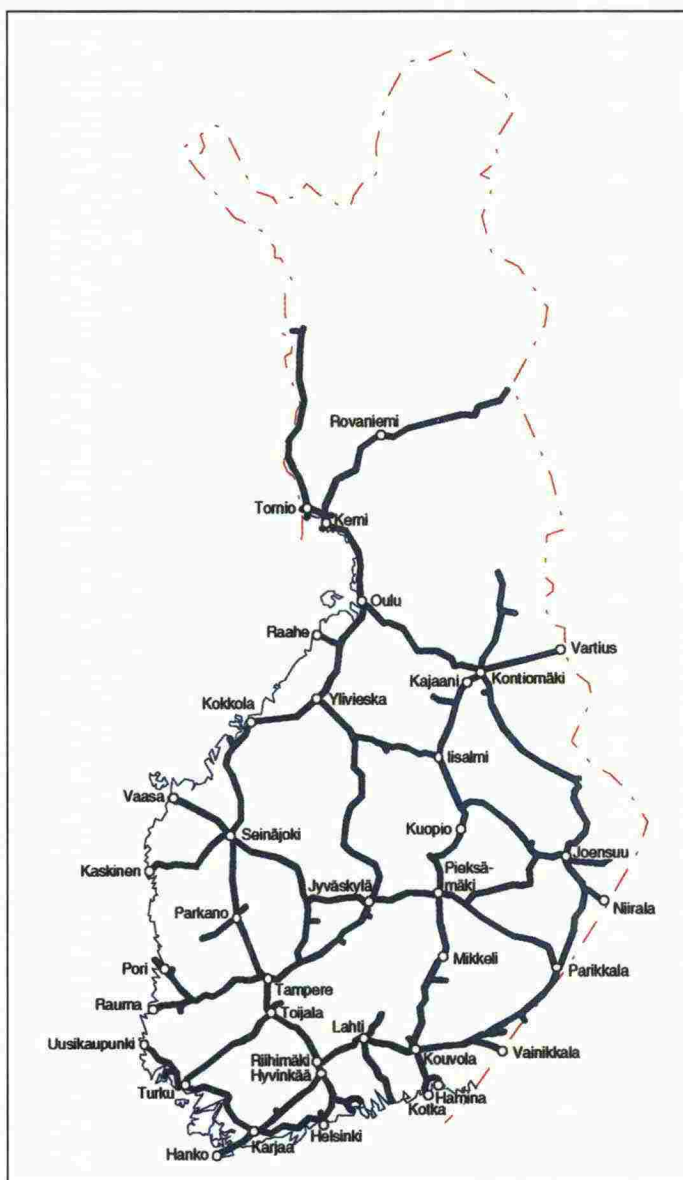 Rovaniemi
Tornio
Kemi
Oulu
Raahe
Vartius
Kajaani
Kontiomäki
Ylivieska
Kokkola
Iisalmi
Vaasa
Kuopio
Seinäjoki
Joensuu
Kaskinen
Pieksä-
mäki
Jyväskylä
Niirala
Parkano
Mikkeli
Pori
Parikkala
Tampere
Rauma
Toijala
Lahti
Uusikaupunki
Riihimäki
Kouvola
Vainikkala
Hyvinkää
Turku
Hamina
Kotka
Helsinki
Karjaa
Hanko